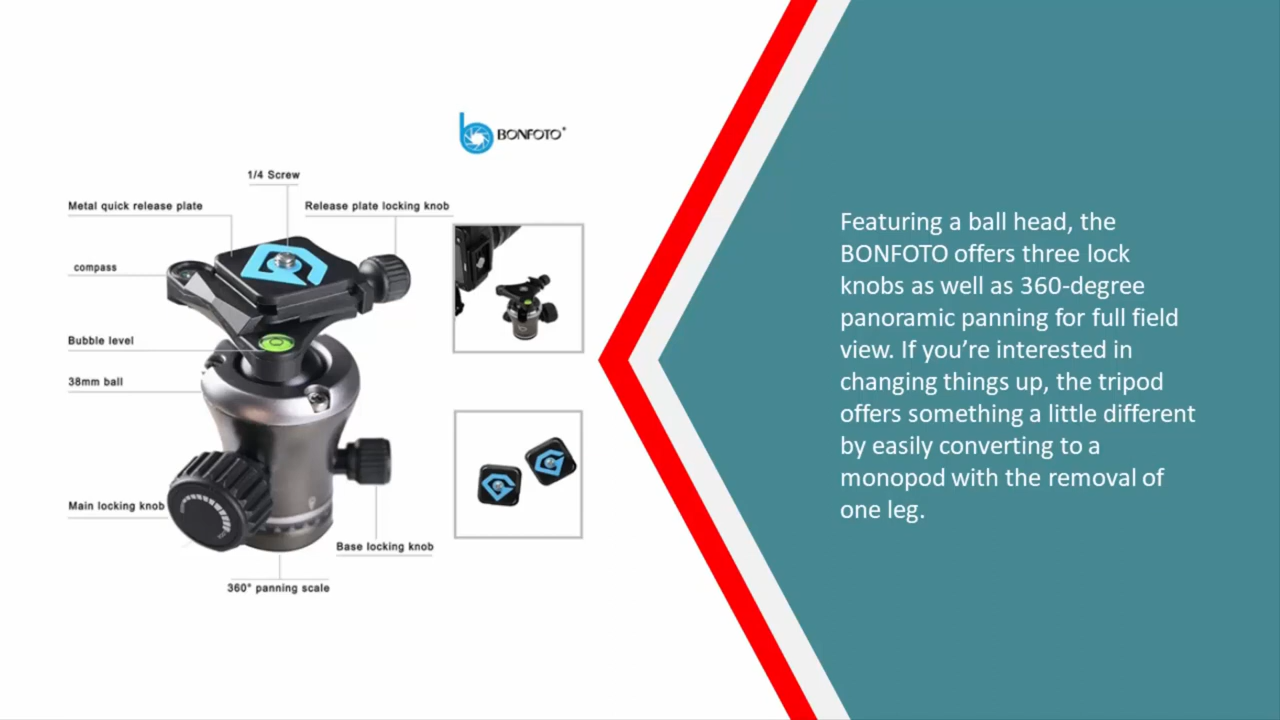 BONFOTO
1/4 Screw
Metal quick release plate
Release plate locking knob
compass
Bubble level
38mm ball
Main locking knob
Base locking knob
360° panning scale
Featuring a ball head, the
BONFOTO offers three lock
knobs as well as 360-degree
panoramic panning for full field
view. If you’re interested in
changing things up, the tripod
offers something a little different
by easily converting to a
monopod with the removal of
one leg.